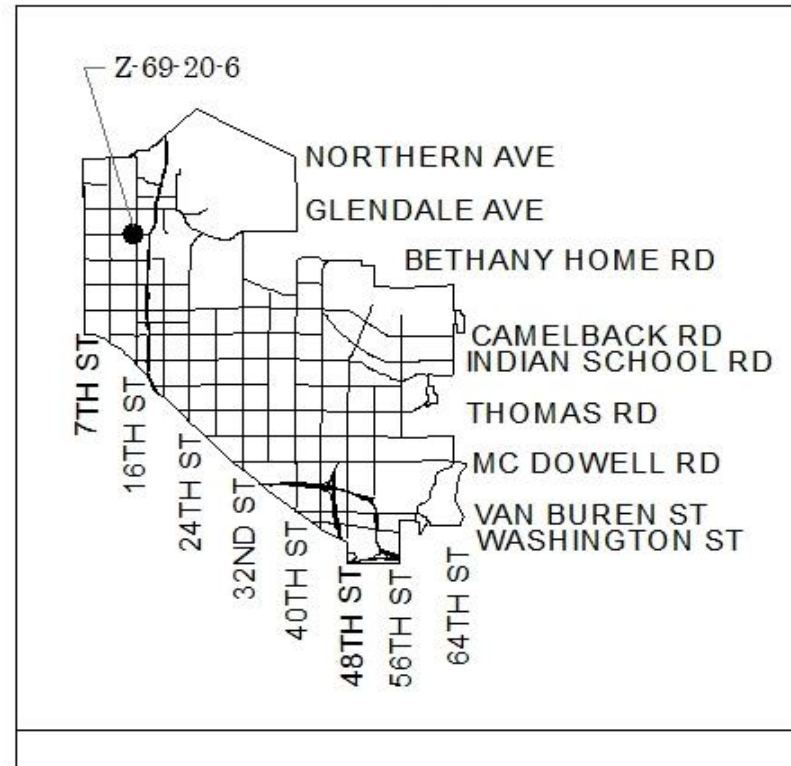 Z-69-20-6
NORTHERN AVE
GLENDALE AVE
BETHANY HOME RD
CAMELBACK RD
INDIAN SCHOOL RD
THOMAS RD
MC DOWELL RD
VAN BUREN ST
WASHINGTON ST
7TH ST
16TH ST
24TH ST
32ND ST
40TH ST
48TH ST
56TH ST
64TH ST